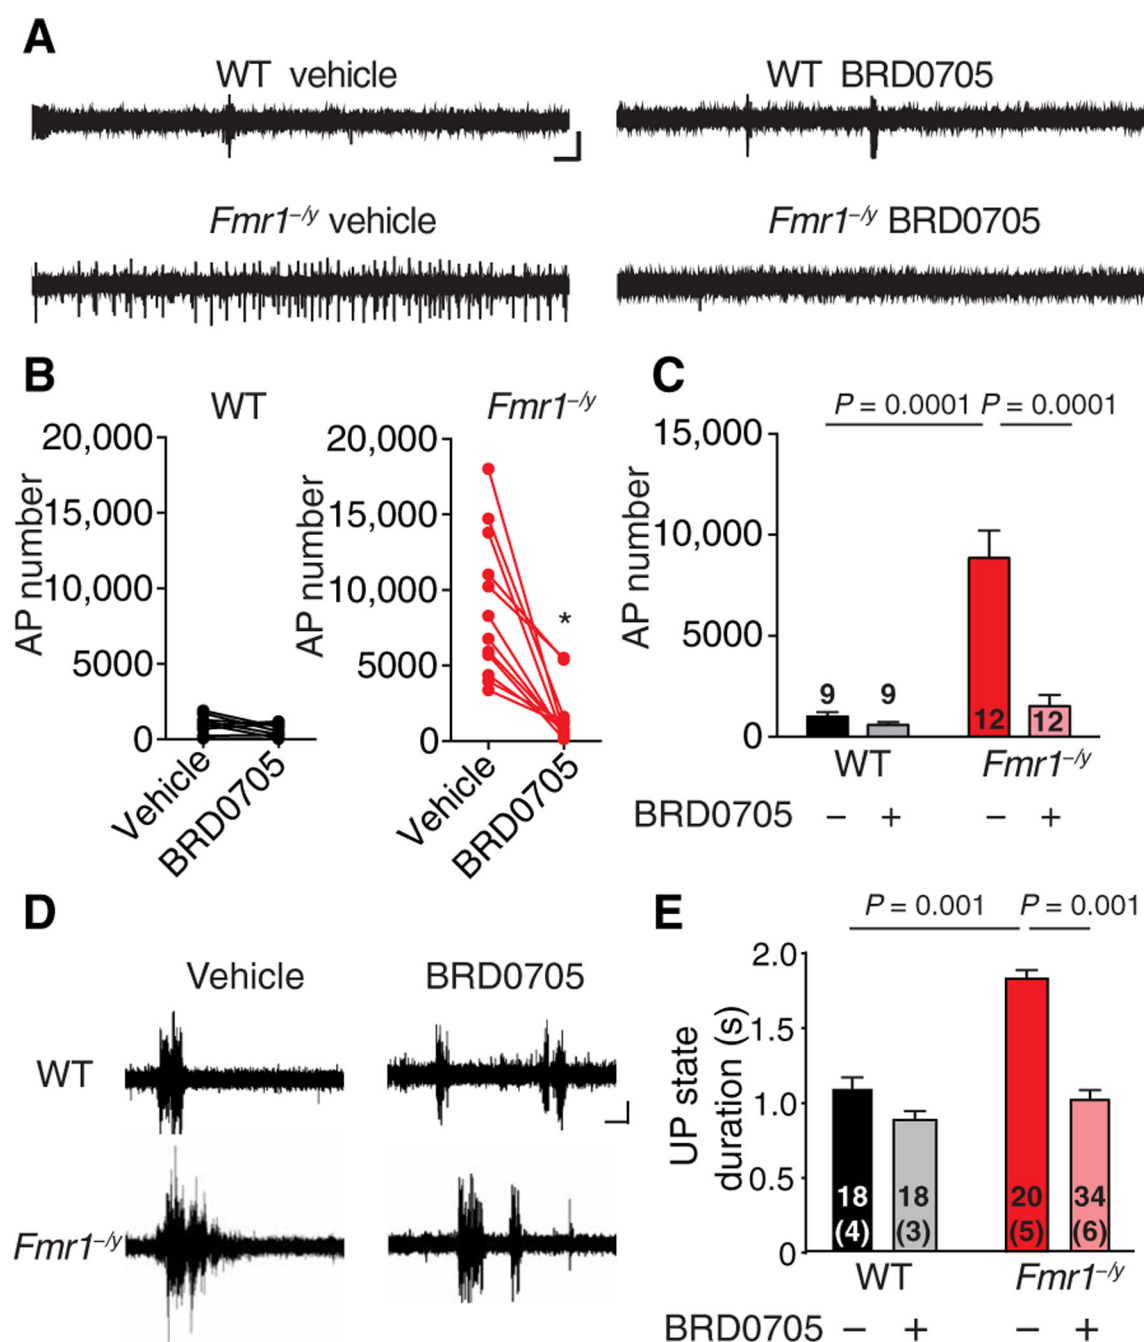 A
WT vehicle
WT BRD0705
Fmr1⁻/ʸ vehicle
Fmr1⁻/ʸ BRD0705
B
WT
Fmr1⁻/ʸ
AP number
20,000
15,000
10,000
5000
0
Vehicle
BRD0705
AP number
20,000
15,000
10,000
5000
0
*
Vehicle
BRD0705
C
P = 0.0001 P = 0.0001
AP number
15,000
10,000
5000
0
9
9
12
12
WT
Fmr1⁻/ʸ
BRD0705 − + − +
D
Vehicle
BRD0705
WT
Fmr1⁻/ʸ
E
P = 0.001 P = 0.001
UP state
duration (s)
2.0
1.5
1.0
0.5
0
18
(4)
18
(3)
20
(5)
34
(6)
WT
Fmr1⁻/ʸ
BRD0705 − + − +